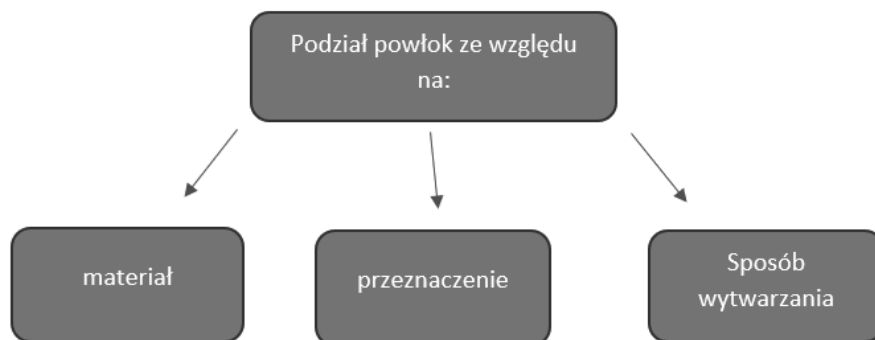 Podział powłok ze względu
na:
materiał
przeznaczenie
Sposób
wytwarzania